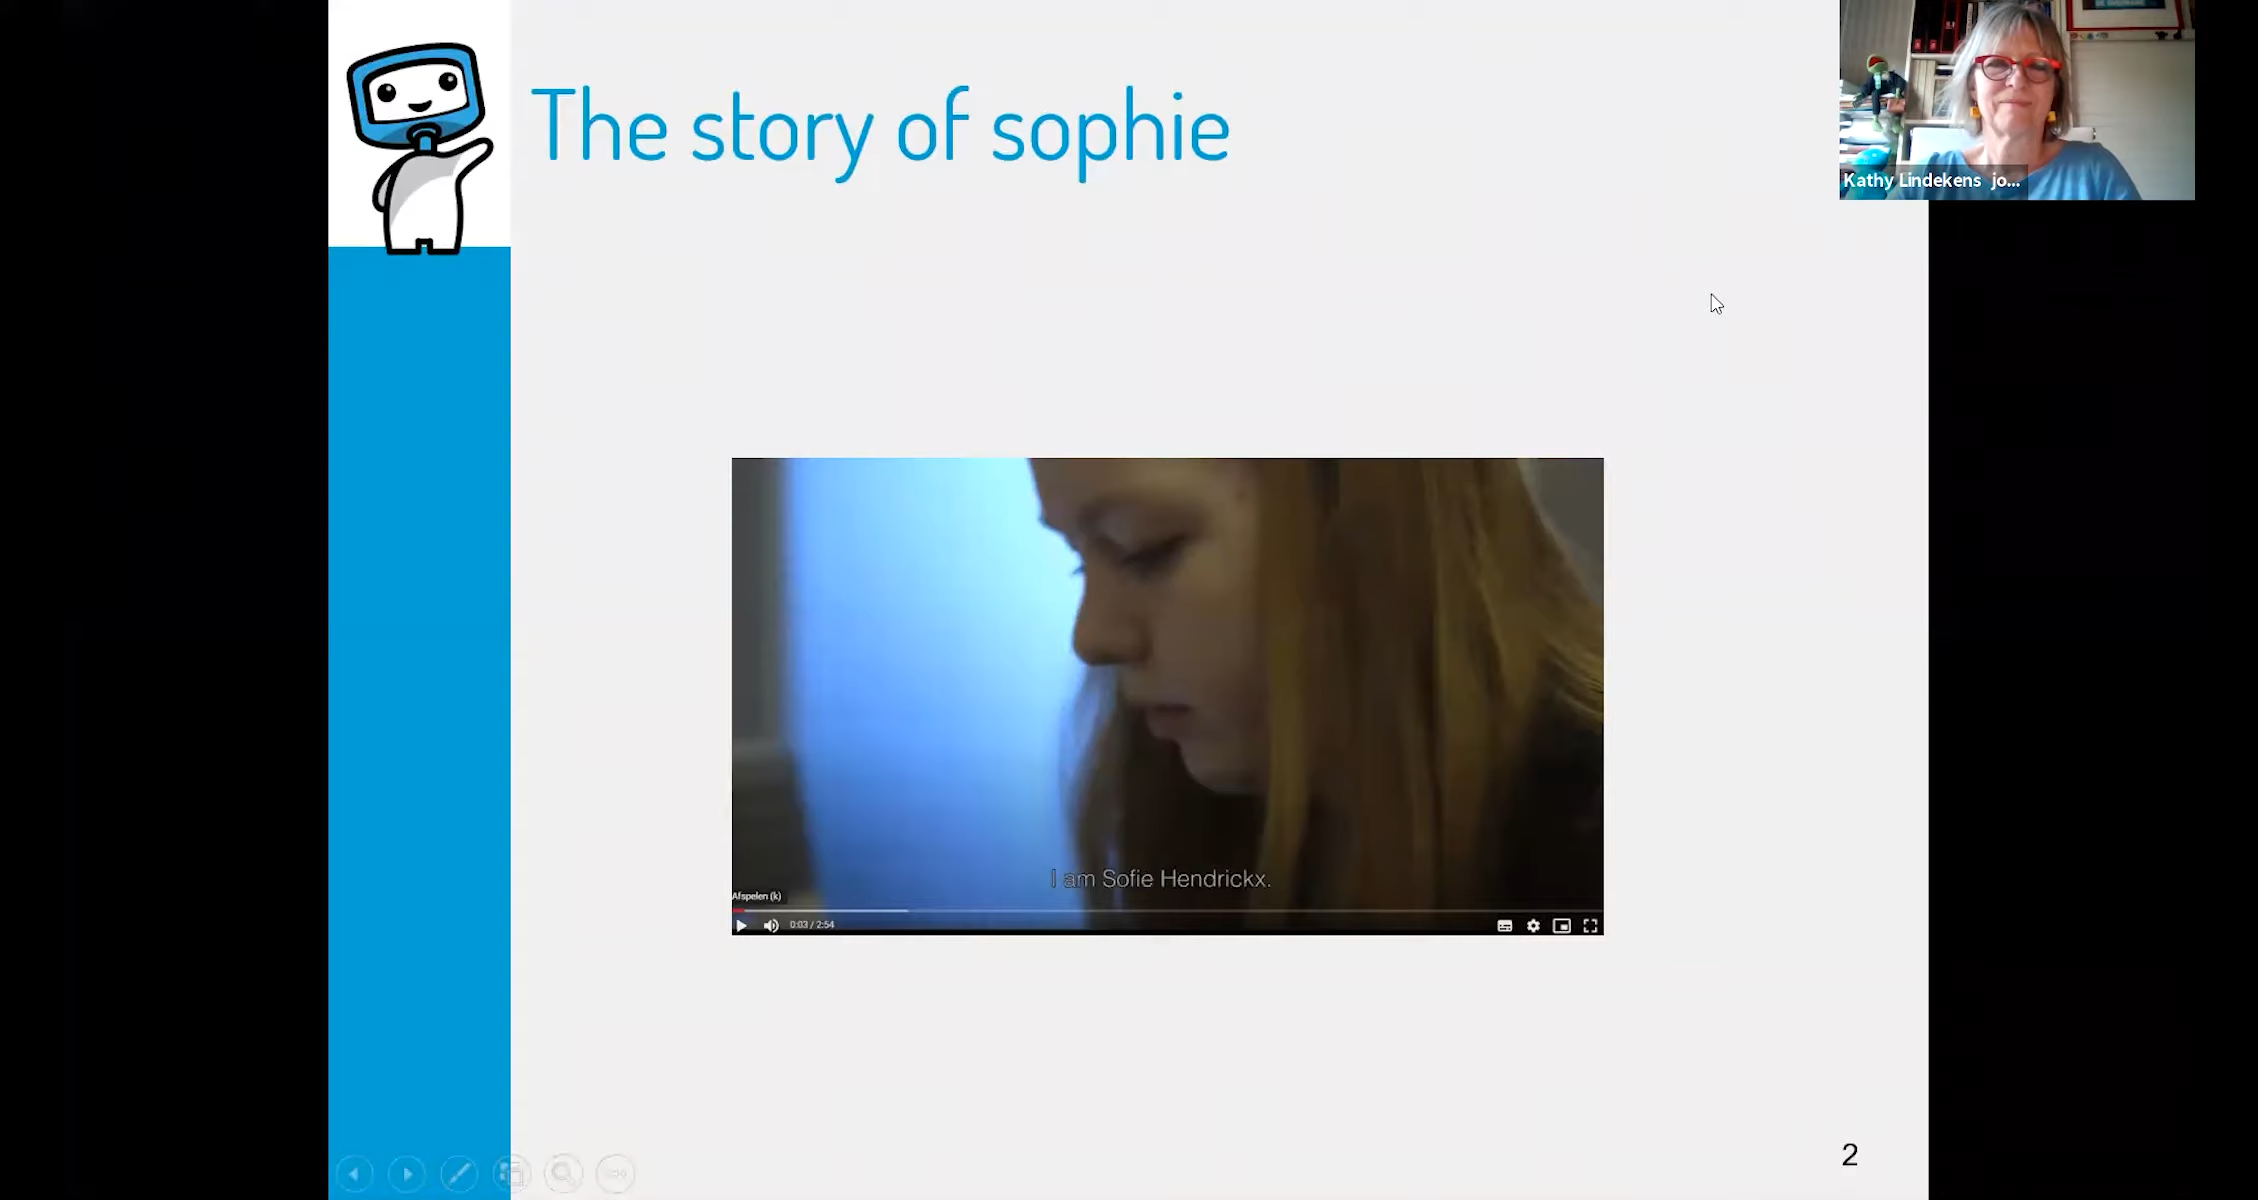 The story of sophie
Kathy Lindekens jo...
I am Sofie Hendrickx.
Afspelen (k)
0:03 / 2:54
2